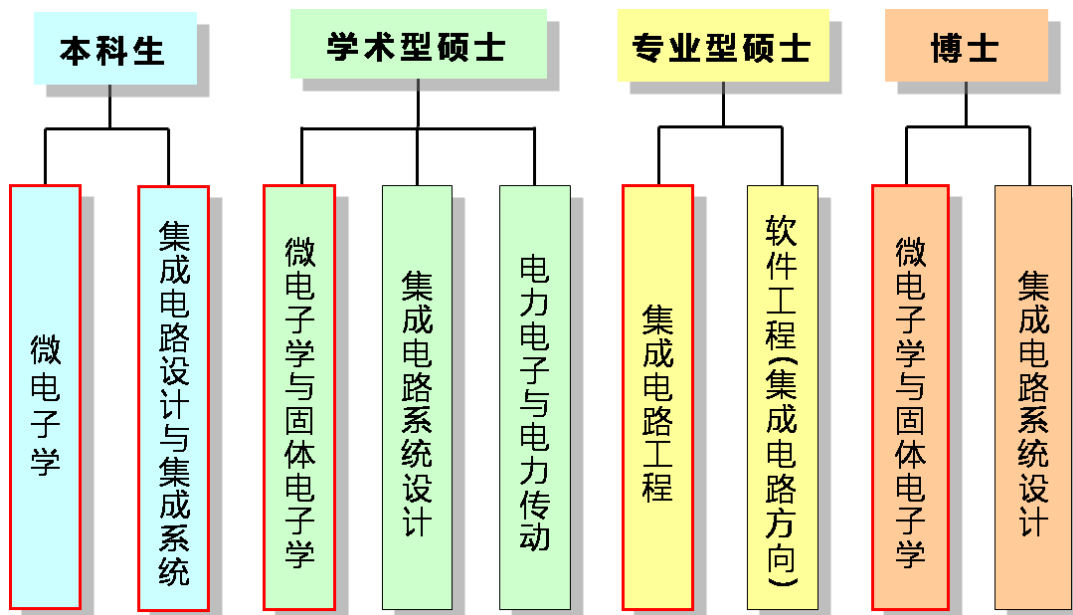 本科生
学术型硕士
专业型硕士
博士
微电子学
集成电路设计与集成系统
微电子学与固体电子学
集成电路系统设计
电力电子与电力传动
集成电路工程
软件工程(集成电路方向)
微电子学与固体电子学
集成电路系统设计